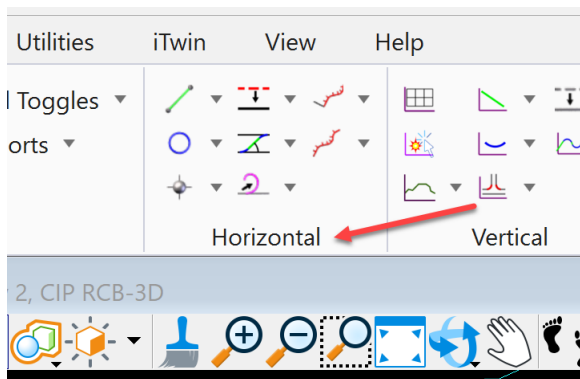 Utilities iTwin View Help
Toggles
orts
Horizontal Vertical
2, CIP RCB-3D